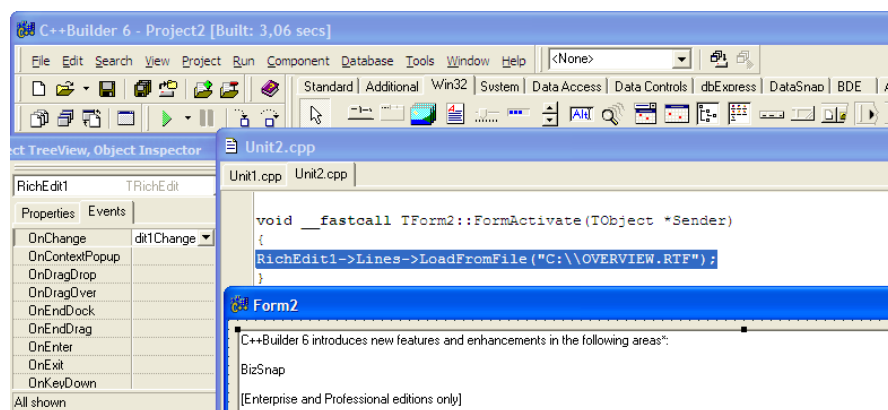 C++Builder 6 - Project2 [Built: 3,06 secs]
File Edit Search View Project Run Component Database Tools Window Help <None>
Standard Additional Win32 System Data Access Data Controls dbExpress DataSnap BDE
ect TreeView, Object Inspector
RichEdit1 TRichEdit
Properties Events
OnChange dit1Change
OnContextPopup
OnDragDrop
OnDragOver
OnEndDock
OnEndDrag
OnEnter
OnExit
OnKeyDown
All shown
Unit2.cpp
Unit1.cpp Unit2.cpp
void __fastcall TForm2::FormActivate(TObject *Sender)
{
RichEdit1->Lines->LoadFromFile("C:\\OVERVIEW.RTF");
}
Form2
C++Builder 6 introduces new features and enhancements in the following areas*:
BizSnap
[Enterprise and Professional editions only]